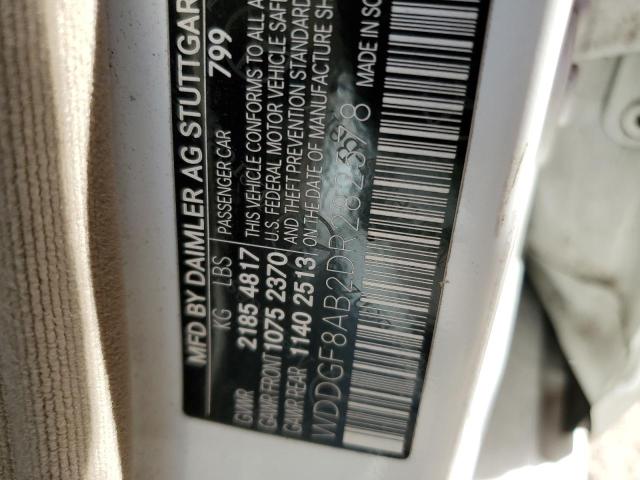 MFD BY DAIMLER AG STUTTGAR
799
KG LBS PASSENGER CAR
GVWR 2185 4817 THIS VEHICLE CONFORMS TO ALL A
GAWR-FRONT 1075 2370 U.S. FEDERAL MOTOR VEHICLE SAFE
GAWR-REAR 1140 2513 AND THEFT PREVENTION STANDARD
ON THE DATE OF MANUFACTURE SH
MADE IN SO